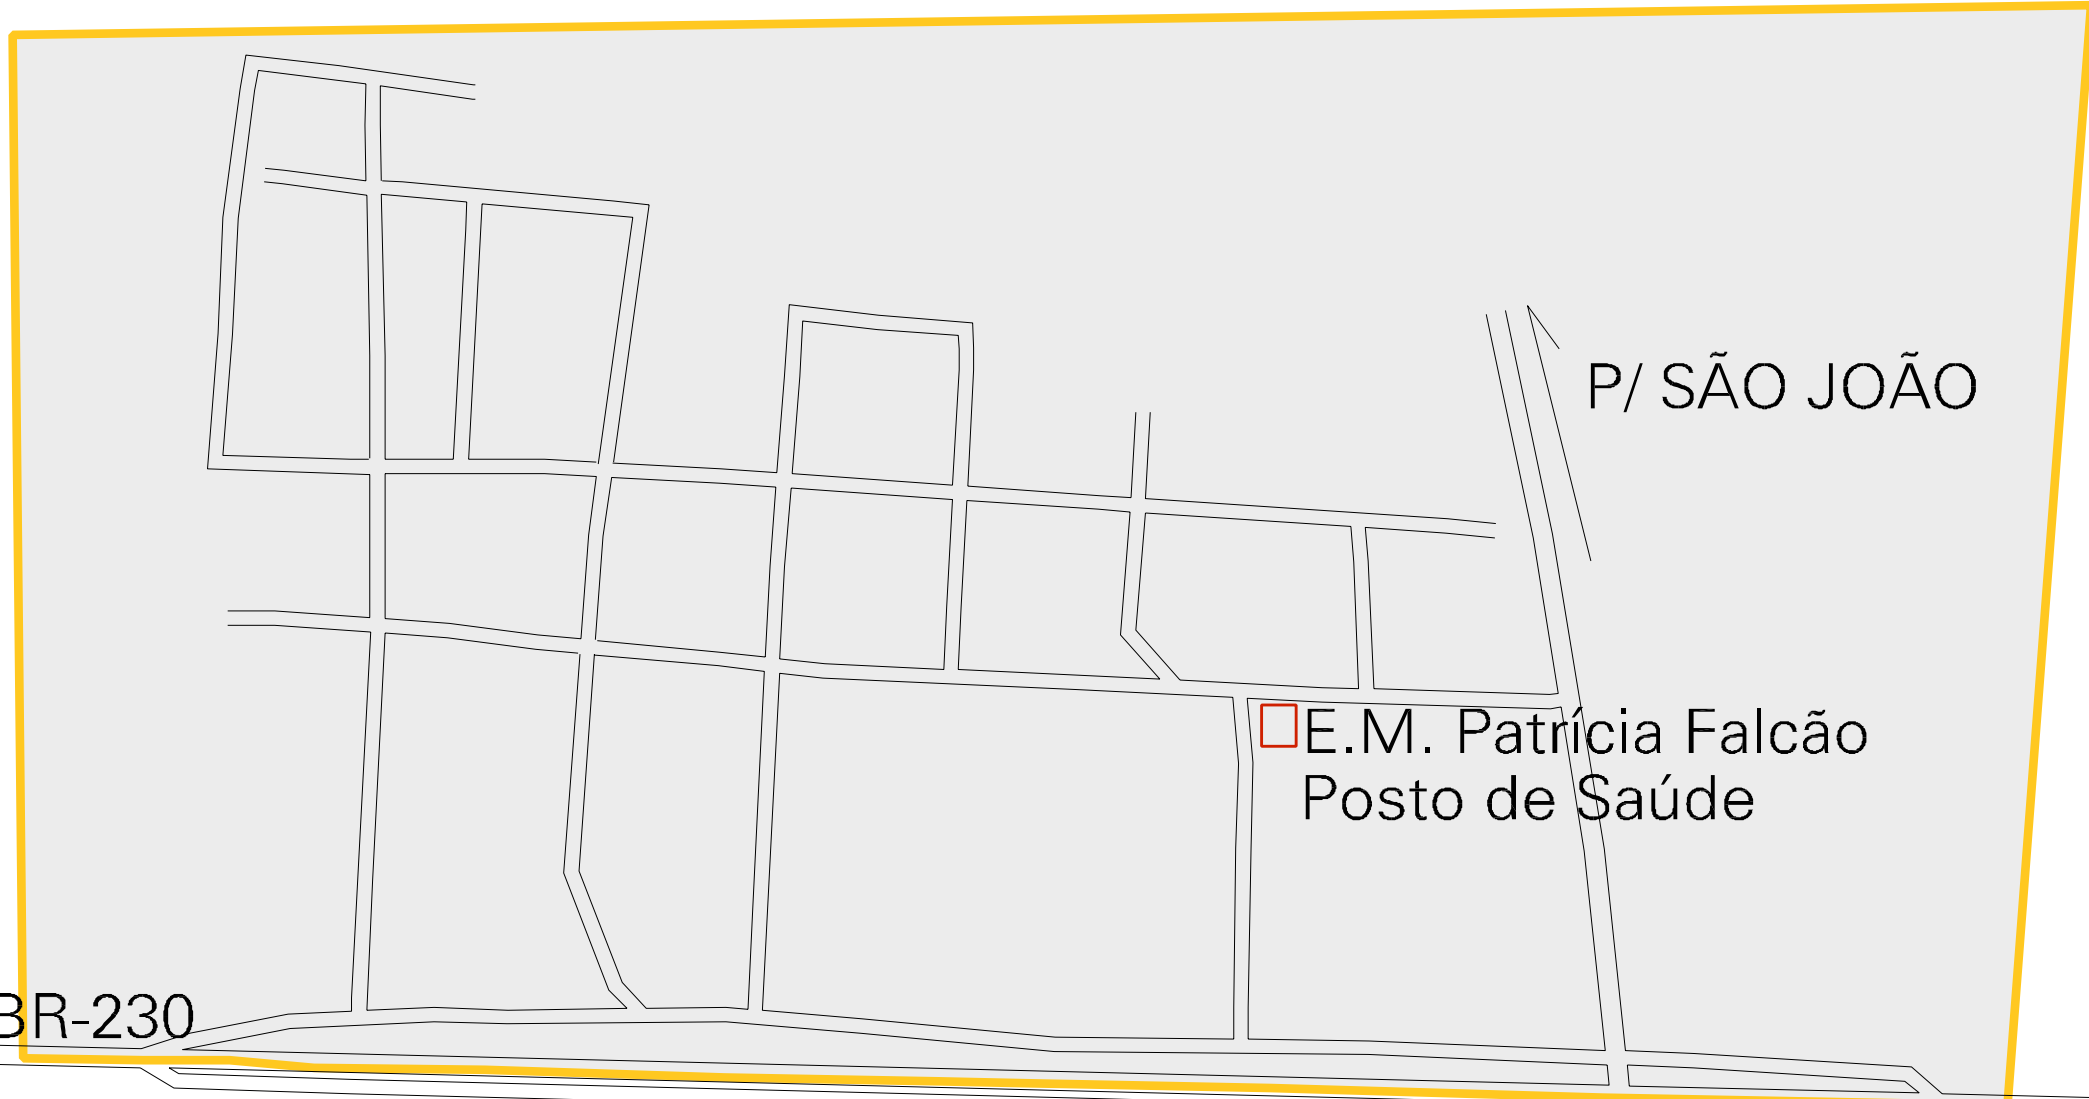 P/ SÃO JOÃO
E.M. Patrícia Falcão
Posto de Saúde
BR-230